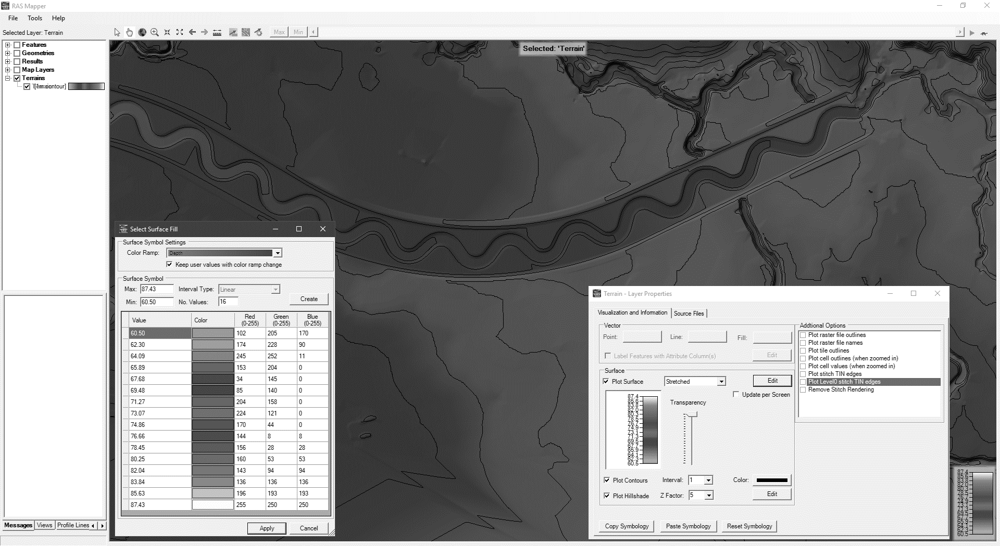 RAS Mapper
File Tools Help
Selected Layer: Terrain
Max Min
Features
Geometries
Results
Map Layers
Terrains
[1m contour]
Selected: 'Terrain'
Select Surface Fill
Surface Symbol Settings
Color Ramp: Depth
Keep user values with color ramp change
Surface Symbol
Max: 87.43 Interval Type: Linear
Min: 60.50 No. Values: 16 Create
Value Color Red (0-255) Green (0-255) Blue (0-255)
60.50 102 205 170
62.30 174 228 90
64.09 245 252 11
65.89 153 204 0
67.68 34 145 0
69.48 85 140 0
71.27 204 158 0
73.07 224 121 0
74.86 170 44 0
76.66 144 8 8
78.45 156 28 28
80.25 160 53 53
82.04 143 94 94
83.84 136 136 136
85.63 196 193 193
87.43 255 250 250
Apply Cancel
Terrain - Layer Properties
Visualization and Information Source Files
Vector
Point: Line: Fill:
Label Features with Attribute Column(s) Edit
Surface
Plot Surface Stretched Edit
Update per Screen
Transparency
87.4
85.6
83.8
82.0
80.3
78.5
76.7
74.9
73.1
71.3
69.5
67.7
65.9
64.1
62.3
60.5
Plot Contours Interval: 1 Color:
Plot Hillshade Z Factor: 5 Edit
Copy Symbology Paste Symbology Reset Symbology
Addtional Options
Plot raster file outlines
Plot raster file names
Plot tile outlines
Plot cell outlines (when zoomed in)
Plot cell values (when zoomed in)
Plot stitch TIN edges
Plot Level0 stitch TIN edges
Remove Stitch Rendering
87.4
85.6
83.8
82.0
80.3
78.5
76.7
74.9
73.1
71.3
69.5
67.7
65.9
64.1
62.3
60.5
Messages Views Profile Lines